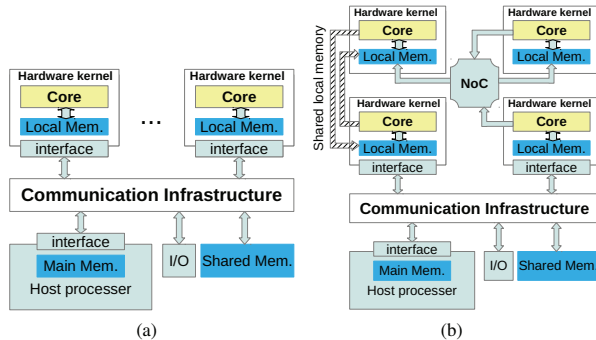 Hardware kernel
Core
Local Mem.
interface
...
Hardware kernel
Core
Local Mem.
interface
Communication Infrastructure
interface
Main Mem.
Host processer
I/O
Shared Mem.
(a)
Shared local memory
Hardware kernel
Core
Local Mem.
Hardware kernel
Core
Local Mem.
NoC
Hardware kernel
Core
Local Mem.
interface
Hardware kernel
Core
Local Mem.
interface
Communication Infrastructure
interface
Main Mem.
Host processer
I/O
Shared Mem.
(b)